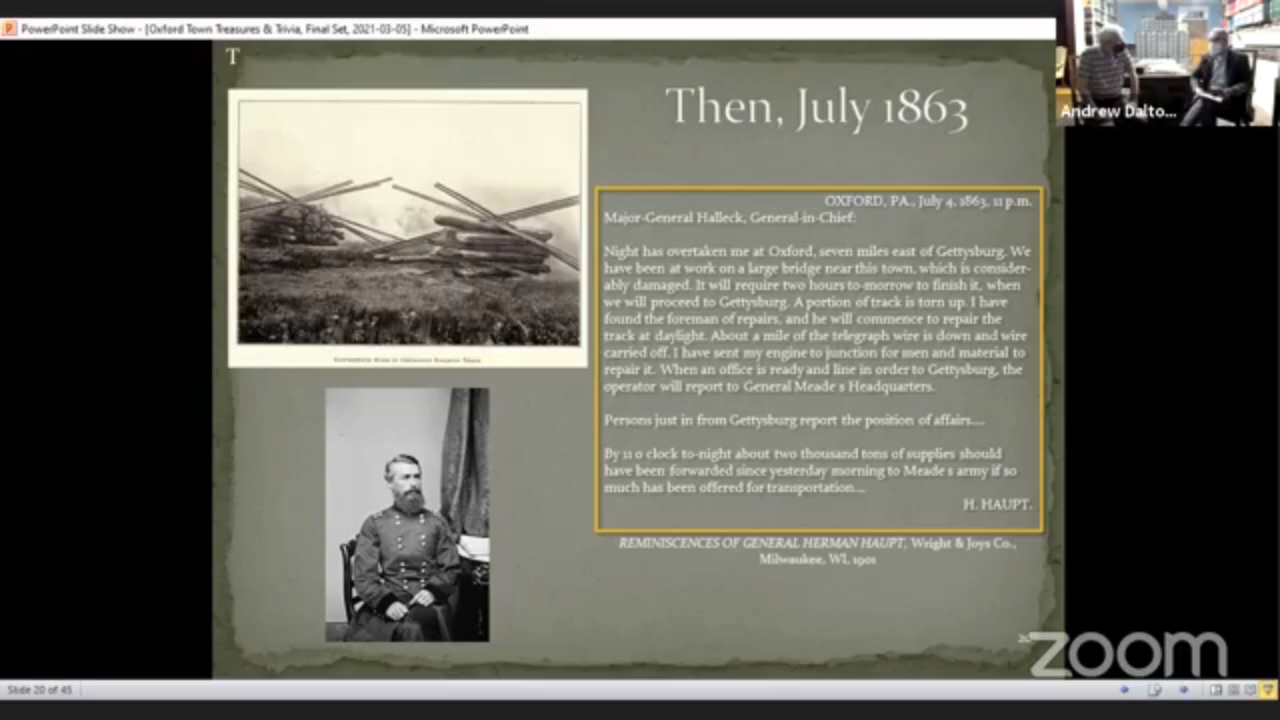 PowerPoint Slide Show - [Oxford Town Treasures & Trivia, Final Set, 2021-03-05] - Microsoft PowerPoint
T
Then, July 1863
Andrew Dalto...
OXFORD, PA., July 4, 1863, 11 p.m.
Major-General Halleck, General-in-Chief:
Night has overtaken me at Oxford, seven miles east of Gettysburg. We
have been at work on a large bridge near this town, which is consider-
ably damaged. It will require two hours to-morrow to finish it, when
we will proceed to Gettysburg. A portion of track is torn up. I have
found the foreman of repairs, and he will commence to repair the
track at daylight. About a mile of the telegraph wire is down and wire
carried off. I have sent my engine to junction for men and material to
repair it. When an office is ready and line in order to Gettysburg, the
operator will report to General Meade s Headquarters.
Persons just in from Gettysburg report the position of affairs....
By 11 o clock to-night about two thousand tons of supplies should
have been forwarded since yesterday morning to Meade s army if so
much has been offered for transportation....
H. HAUPT.
REMINISCENCES OF GENERAL HERMAN HAUPT, Wright & Joys Co.,
Milwaukee, WI, 1901
20
zoom
Slide 20 of 45